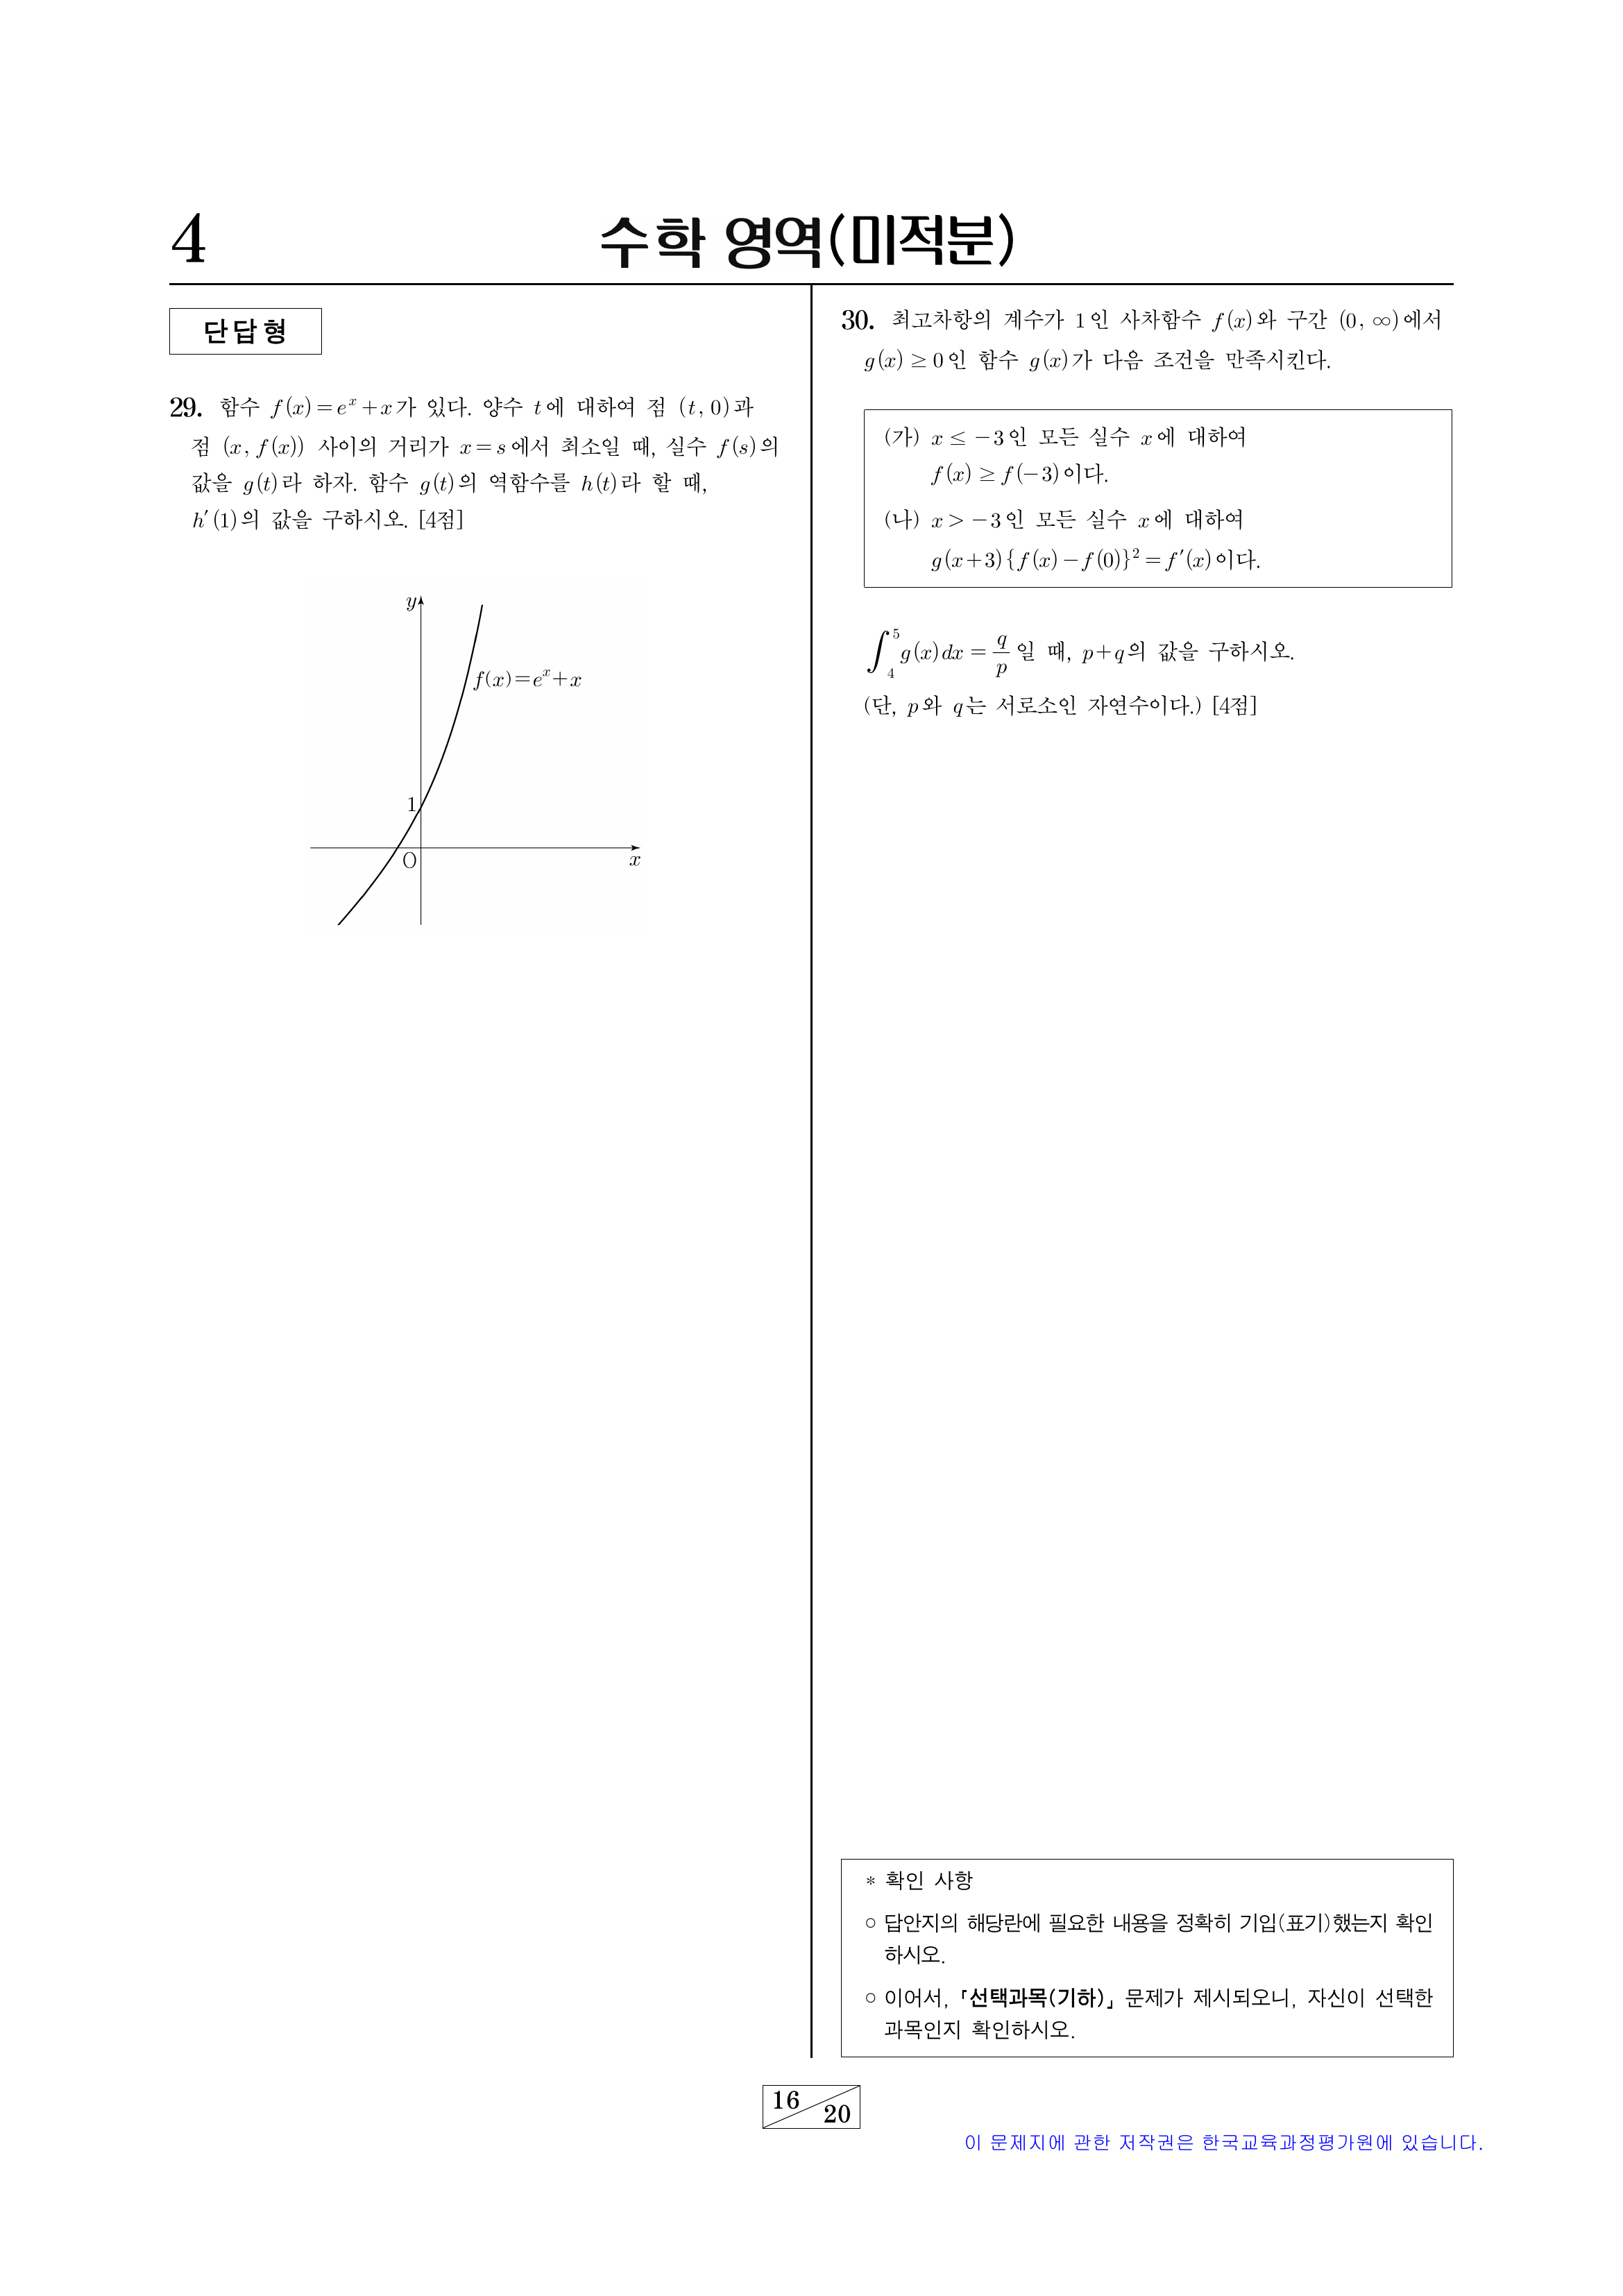 4
수학 영역(미적분)
단답형
29. 함수 f(x)=e^x+x가 있다. 양수 t에 대하여 점 (t, 0)과
점 (x, f(x)) 사이의 거리가 x=s에서 최소일 때, 실수 f(s)의
값을 g(t)라 하자. 함수 g(t)의 역함수를 h(t)라 할 때,
h′(1)의 값을 구하시오. [4점]
y
f(x)=e^x+x
1
O
x
30. 최고차항의 계수가 1인 사차함수 f(x)와 구간 (0, ∞)에서
g(x) ≥ 0인 함수 g(x)가 다음 조건을 만족시킨다.
(가) x ≤ -3인 모든 실수 x에 대하여
f(x) ≥ f(-3)이다.
(나) x > -3인 모든 실수 x에 대하여
g(x+3){f(x)-f(0)}^2=f′(x)이다.
∫_4^5 g(x)dx = q/p 일 때, p+q의 값을 구하시오.
(단, p와 q는 서로소인 자연수이다.) [4점]
* 확인 사항
○ 답안지의 해당란에 필요한 내용을 정확히 기입(표기)했는지 확인
하시오.
○ 이어서, 「선택과목(기하)」 문제가 제시되오니, 자신이 선택한
과목인지 확인하시오.
16
20
이 문제지에 관한 저작권은 한국교육과정평가원에 있습니다.